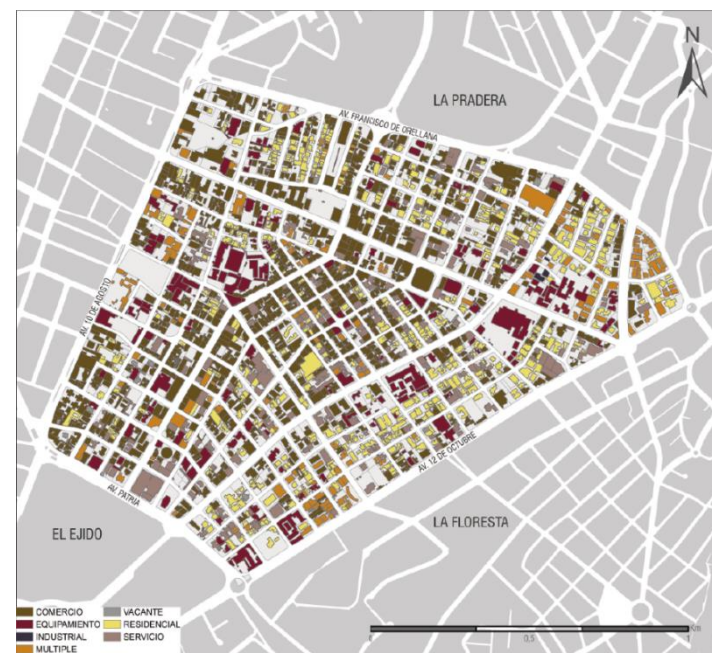 N
LA PRADERA
AV. FRANCISCO DE ORELLANA
AV. 10 DE AGOSTO
AV. 12 DE OCTUBRE
AV. PATRIA
EL EJIDO
LA FLORESTA
COMERCIO
EQUIPAMIENTO
INDUSTRIAL
MULTIPLE
VACANTE
RESIDENCIAL
SERVICIO
Km
0.5
1